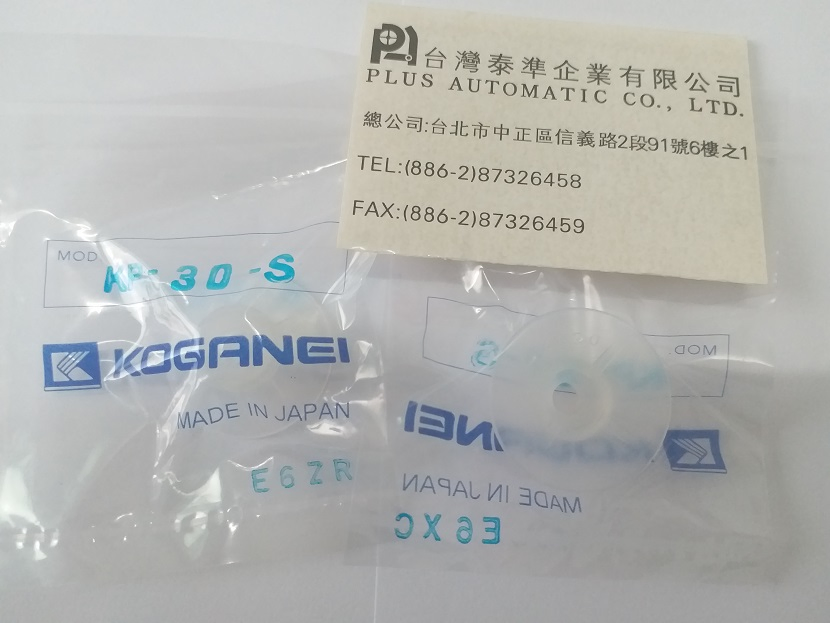 台灣泰準企業有限公司
PLUS AUTOMATIC CO., LTD.
總公司:台北市中正區信義路2段91號6樓之1
TEL:(886-2)87326458
FAX:(886-2)87326459
MOD
KP-30-S
KOGANEI
MADE IN JAPAN
E6ZR
MOD
KOGANEI
MADE IN JAPAN
E6XC